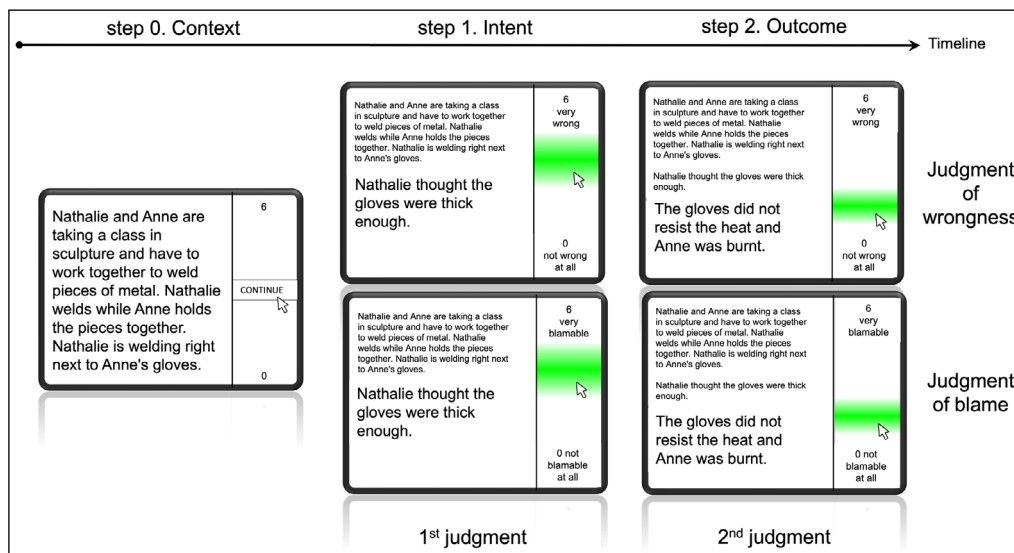 step 0. Context
step 1. Intent
step 2. Outcome
Timeline
Nathalie and Anne are
taking a class in
sculpture and have to
work together to weld
pieces of metal. Nathalie
welds while Anne holds
the pieces together.
Nathalie is welding right
next to Anne's gloves.
6
CONTINUE
0
Nathalie and Anne are taking a class
in sculpture and have to work together
to weld pieces of metal. Nathalie
welds while Anne holds the pieces
together. Nathalie is welding right next
to Anne's gloves.
Nathalie thought the
gloves were thick
enough.
6
very
wrong
0
not wrong
at all
Nathalie and Anne are taking a class
in sculpture and have to work together
to weld pieces of metal. Nathalie
welds while Anne holds the pieces
together. Nathalie is welding right next
to Anne's gloves.
Nathalie thought the gloves were thick
enough.
The gloves did not
resist the heat and
Anne was burnt.
6
very
wrong
0
not wrong
at all
Judgment
of
wrongness
Nathalie and Anne are taking a class
in sculpture and have to work together
to weld pieces of metal. Nathalie
welds while Anne holds the pieces
together. Nathalie is welding right next
to Anne's gloves.
Nathalie thought the
gloves were thick
enough.
6
very
blamable
0 not
blamable
at all
Nathalie and Anne are taking a class
in sculpture and have to work together
to weld pieces of metal. Nathalie
welds while Anne holds the pieces
together. Nathalie is welding right next
to Anne's gloves.
Nathalie thought the gloves were thick
enough.
The gloves did not
resist the heat and
Anne was burnt.
6
very
blamable
0 not
blamable
at all
Judgment
of blame
1st judgment
2nd judgment